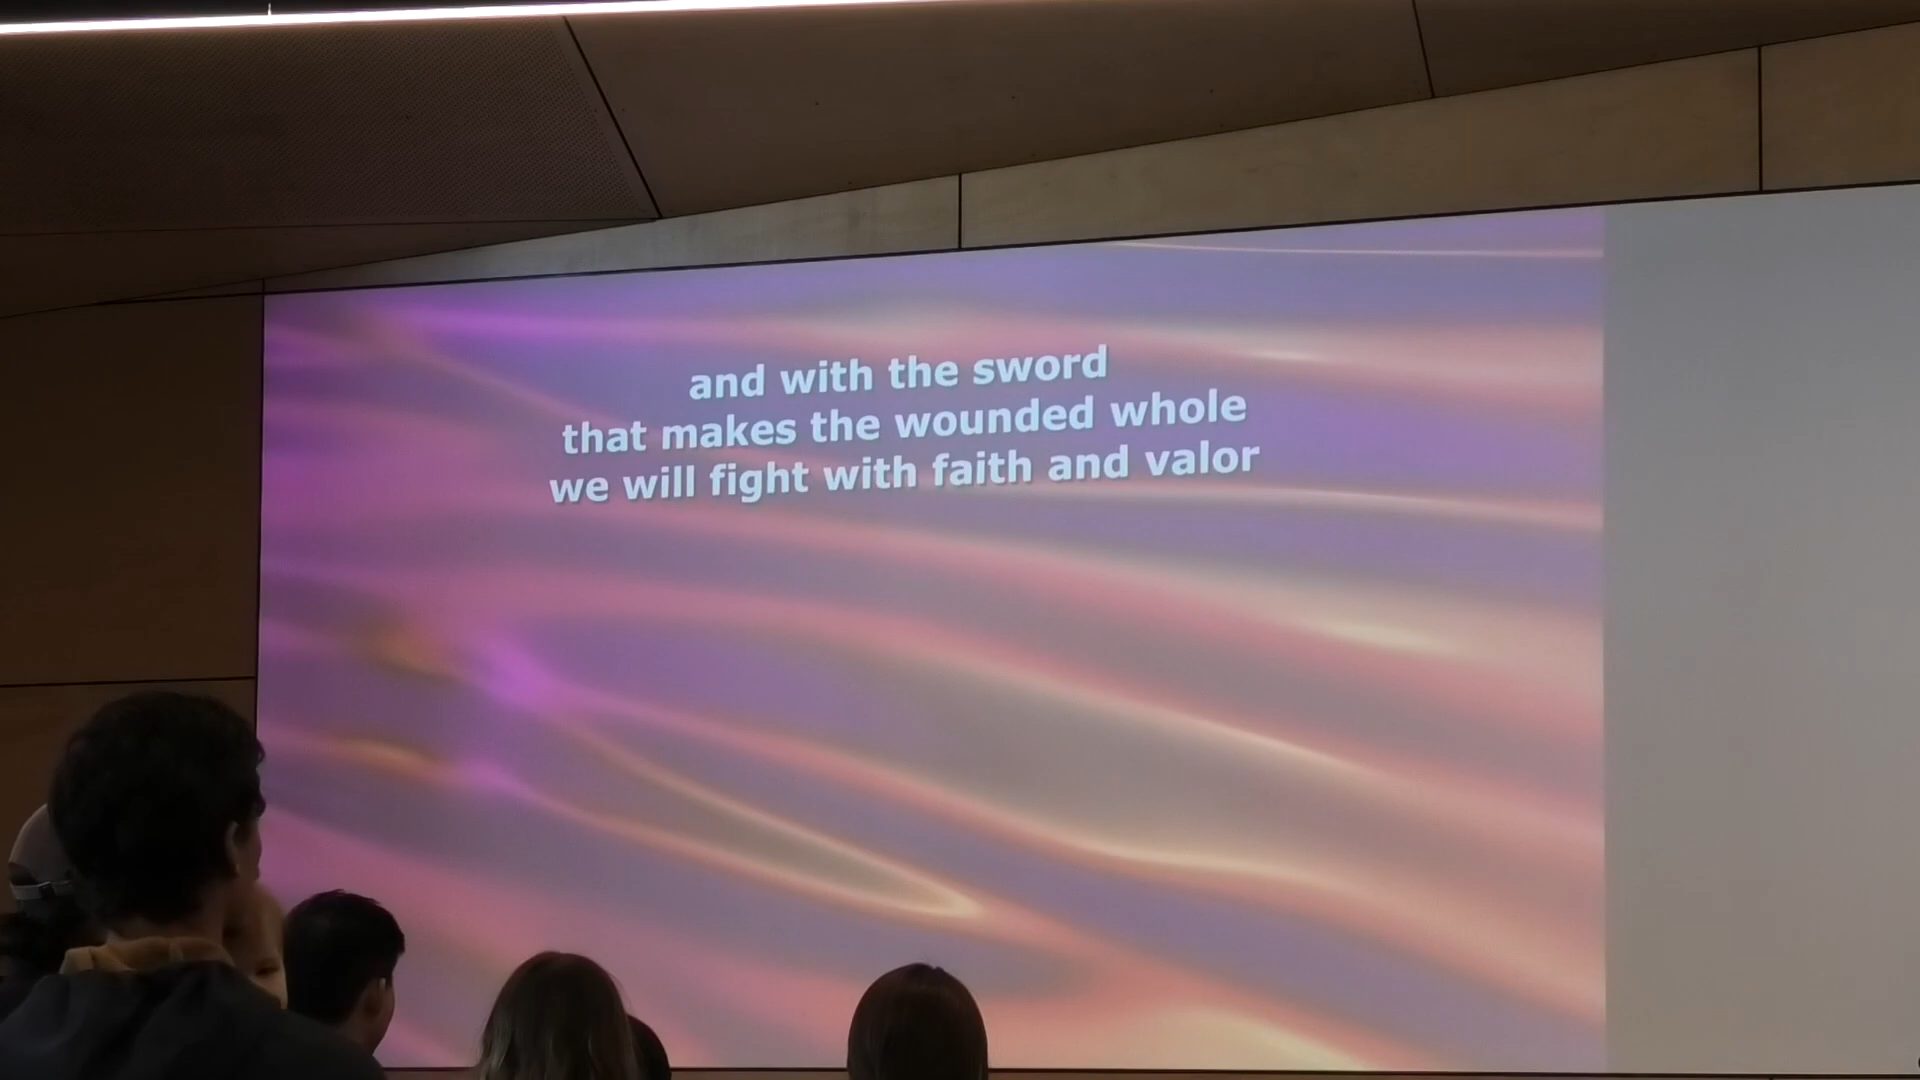 and with the sword
that makes the wounded whole
we will fight with faith and valor